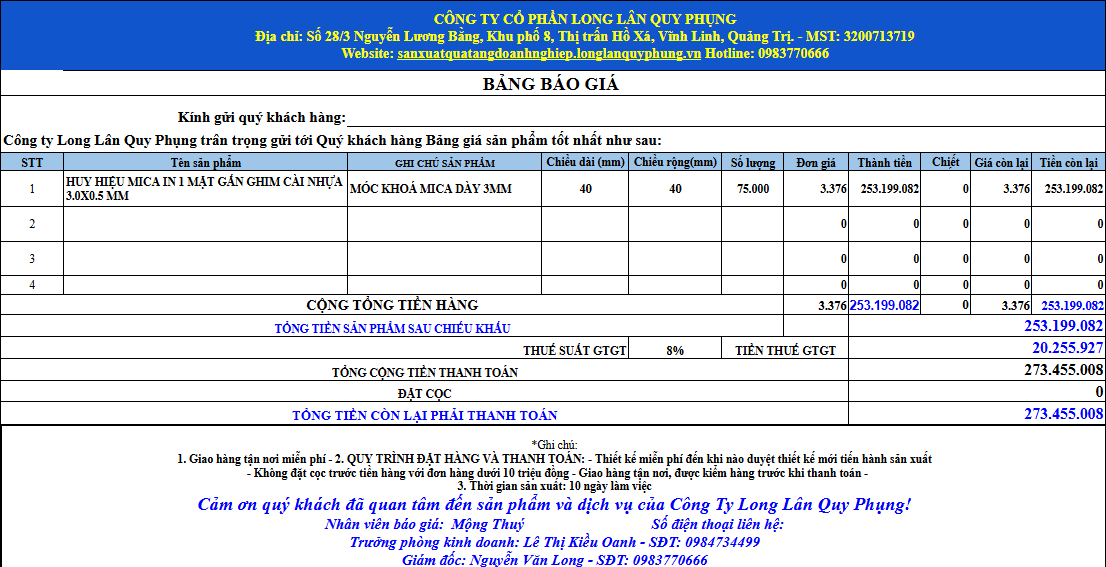 CÔNG TY CỔ PHẦN LONG LÂN QUY PHỤNG
Địa chỉ: Số 28/3 Nguyễn Lương Bằng, Khu phố 8, Thị trấn Hồ Xá, Vĩnh Linh, Quảng Trị. - MST: 3200713719
Website: sanxuatquatangdoanhnghiep.longlanquyphung.vn Hotline: 0983770666
BẢNG BÁO GIÁ
Kính gửi quý khách hàng:
Công ty Long Lân Quy Phụng trân trọng gửi tới Quý khách hàng Bảng giá sản phẩm tốt nhất như sau:
STT Tên sản phẩm GHI CHÚ SẢN PHẨM Chiều dài (mm) Chiều rộng(mm) Số lượng Đơn giá Thành tiền Chiết Giá còn lại Tiền còn lại
1 HUY HIỆU MICA IN 1 MẶT GẮN GHIM CÀI NHỰA 3.0X0.5 MM MÓC KHOÁ MICA DÀY 3MM 40 40 75.000 3.376 253.199.082 0 3.376 253.199.082
2 0 0 0 0 0
3 0 0 0 0 0
4 0 0 0 0 0
CỘNG TỔNG TIỀN HÀNG 3.376 253.199.082 0 3.376 253.199.082
TỔNG TIỀN SẢN PHẨM SAU CHIẾU KHẤU 253.199.082
THUẾ SUẤT GTGT 8% TIỀN THUẾ GTGT 20.255.927
TỔNG CỘNG TIỀN THANH TOÁN 273.455.008
ĐẶT CỌC 0
TỔNG TIỀN CÒN LẠI PHẢI THANH TOÁN 273.455.008
*Ghi chú:
1. Giao hàng tận nơi miễn phí - 2. QUY TRÌNH ĐẶT HÀNG VÀ THANH TOÁN: - Thiết kế miễn phí đến khi nào duyệt thiết kế mới tiến hành sản xuất
- Không đặt cọc trước tiền hàng với đơn hàng dưới 10 triệu đồng - Giao hàng tận nơi, được kiểm hàng trước khi thanh toán -
3. Thời gian sản xuất: 10 ngày làm việc
Cảm ơn quý khách đã quan tâm đến sản phẩm và dịch vụ của Công Ty Long Lân Quy Phụng!
Nhân viên báo giá: Mộng Thuý Số điện thoại liên hệ:
Trưởng phòng kinh doanh: Lê Thị Kiều Oanh - SĐT: 0984734499
Giám đốc: Nguyễn Văn Long - SĐT: 0983770666